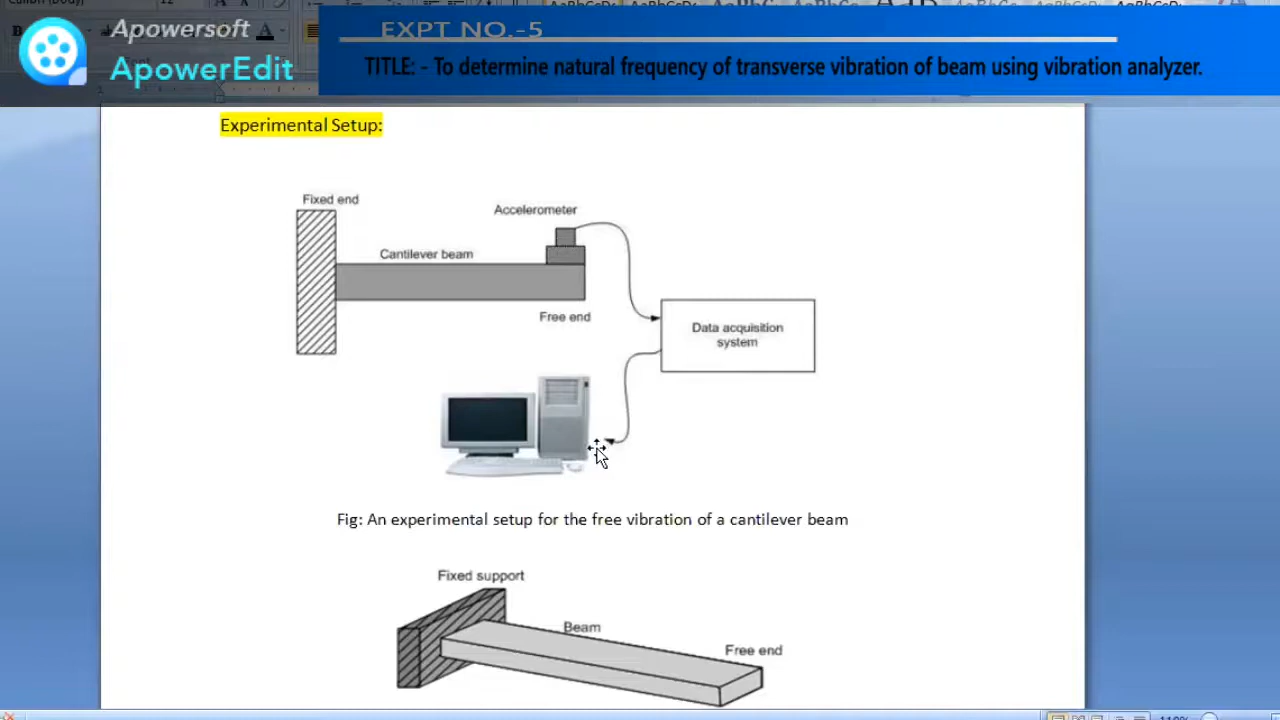 Apowersoft
ApowerEdit
EXPT NO.-5
TITLE: - To determine natural frequency of transverse vibration of beam using vibration analyzer.
Experimental Setup:
Fixed end
Accelerometer
Cantilever beam
Free end
Data acquisition
system
Fig: An experimental setup for the free vibration of a cantilever beam
Fixed support
Beam
Free end